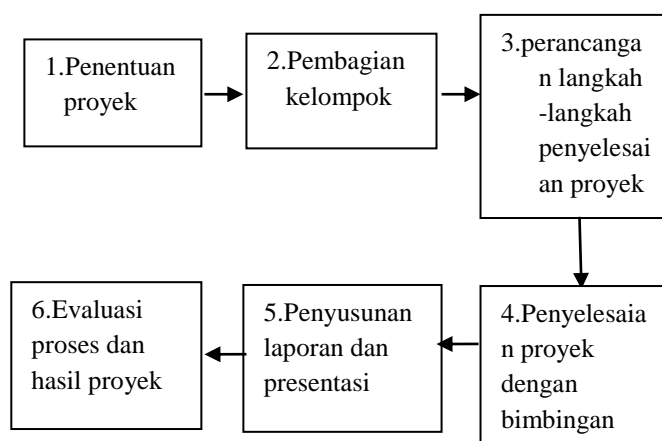 1.Penentuan
proyek
2.Pembagian
kelompok
3.perancanga
n langkah
-langkah
penyelesai
an proyek
4.Penyelesaia
n proyek
dengan
bimbingan
5.Penyusunan
laporan dan
presentasi
6.Evaluasi
proses dan
hasil proyek